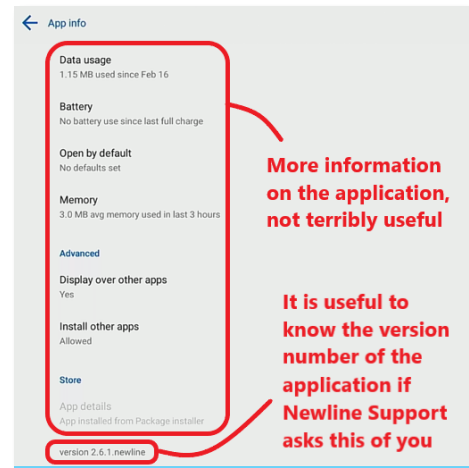 App info
Data usage
1.15 MB used since Feb 16
Battery
No battery use since last full charge
Open by default
No defaults set
Memory
3.0 MB avg memory used in last 3 hours
Advanced
Display over other apps
Yes
Install other apps
Allowed
Store
App details
App installed from Package installer
version 2.6.1.newline
More information
on the application,
not terribly useful
It is useful to
know the version
number of the
application if
Newline Support
asks this of you